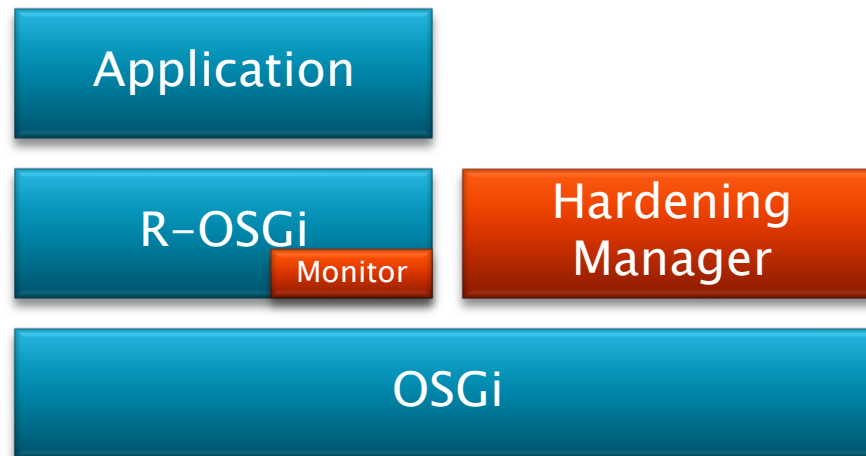 Application
R-OSGi
Monitor
Hardening
Manager
OSGi